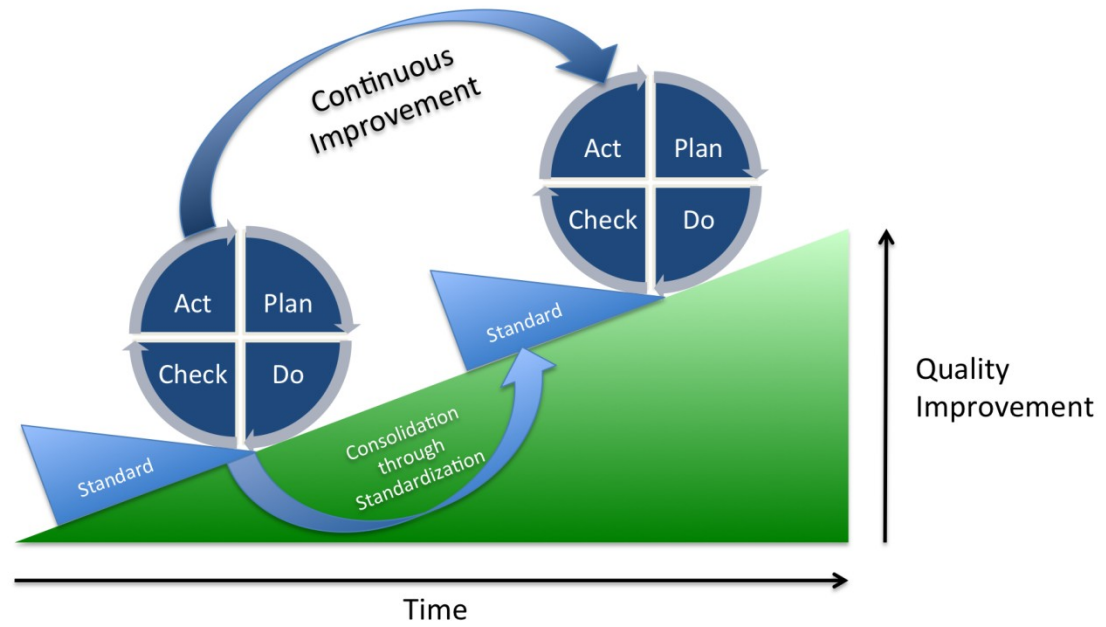 Continuous
Improvement
Act
Plan
Check
Do
Act
Plan
Check
Do
Standard
Standard
Consolidation
through
Standardization
Quality
Improvement
Time